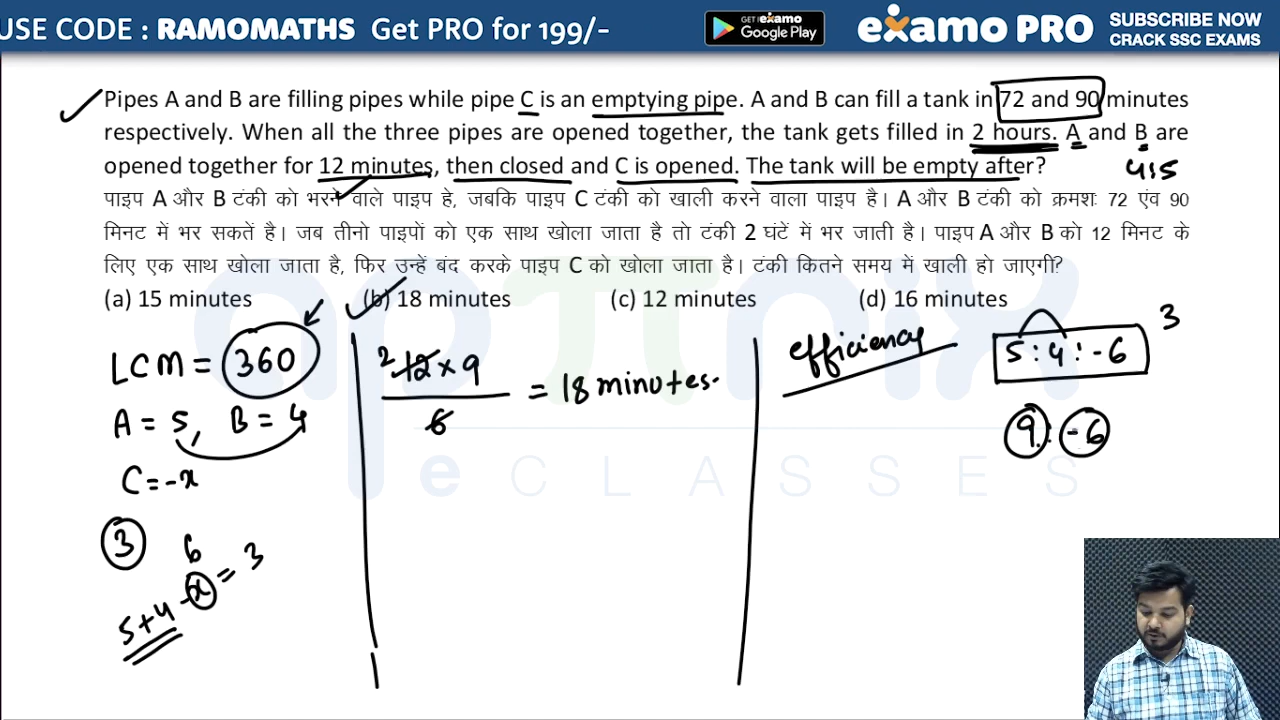 USE CODE : RAMOMATHS Get PRO for 199/-
GET IT ON
Google Play
examo
examo PRO
SUBSCRIBE NOW
CRACK SSC EXAMS
Pipes A and B are filling pipes while pipe C is an emptying pipe. A and B can fill a tank in 72 and 90 minutes
respectively. When all the three pipes are opened together, the tank gets filled in 2 hours. A and B are
opened together for 12 minutes, then closed and C is opened. The tank will be empty after?
4:5
पाइप A और B टंकी को भरने वाले पाइप हे, जबकि पाइप C टंकी को खाली करने वाला पाइप है। A और B टंकी को क्रमशः 72 एंव 90
मिनट में भर सकतें है। जब तीनो पाइपों को एक साथ खोला जाता है तो टंकी 2 घंटें में भर जाती है। पाइप A और B को 12 मिनट के
लिए एक साथ खोला जाता है, फिर उन्हें बंद करके पाइप C को खोला जाता है। टंकी कितने समय में खाली हो जाएगी?
(a) 15 minutes (b) 18 minutes (c) 12 minutes (d) 16 minutes
LCM = 360
A = 5, B = 4
C = -x
3
6
5+4 -x = 3
2 12 × 9
6
= 18 minutes.
efficiency
5 : 4 : -6
3
9 : -6
apπnix
e CLASSES